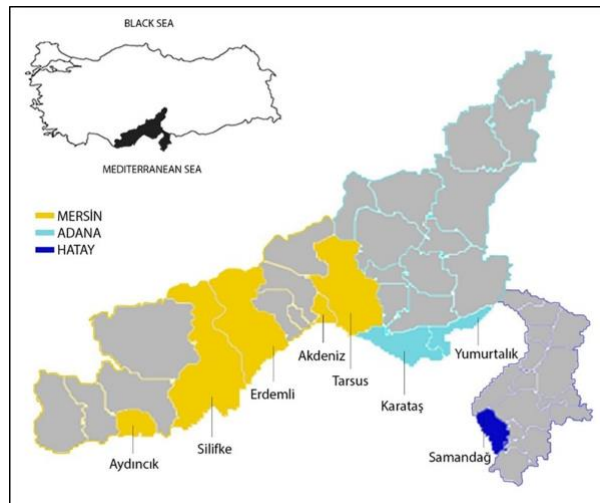 BLACK SEA
MEDITERRANEAN SEA
MERSİN
ADANA
HATAY
Akdeniz
Yumurtalık
Tarsus
Erdemli
Karataş
Silifke
Samandağ
Aydıncık